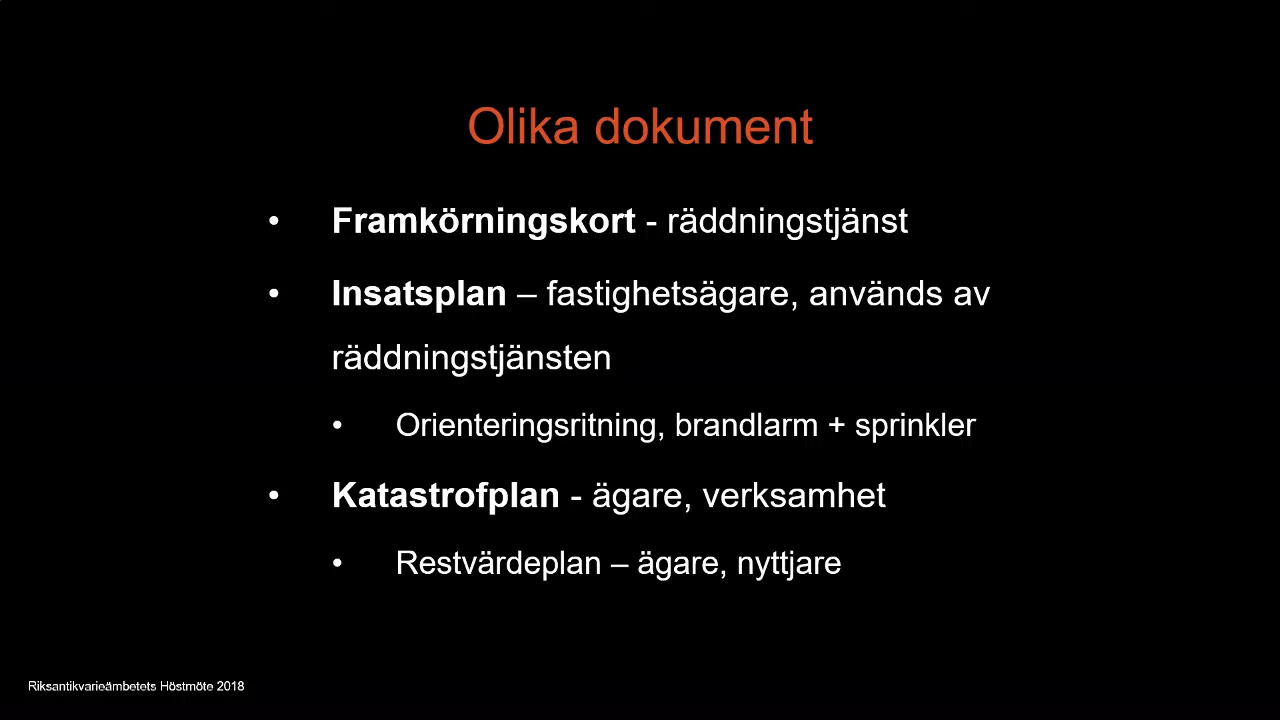 Olika dokument
• Framkörningskort - räddningstjänst
• Insatsplan – fastighetsägare, används av
räddningstjänsten
• Orienteringsritning, brandlarm + sprinkler
• Katastrofplan - ägare, verksamhet
• Restvärdeplan – ägare, nyttjare
Riksantikvarieämbetets Höstmöte 2018